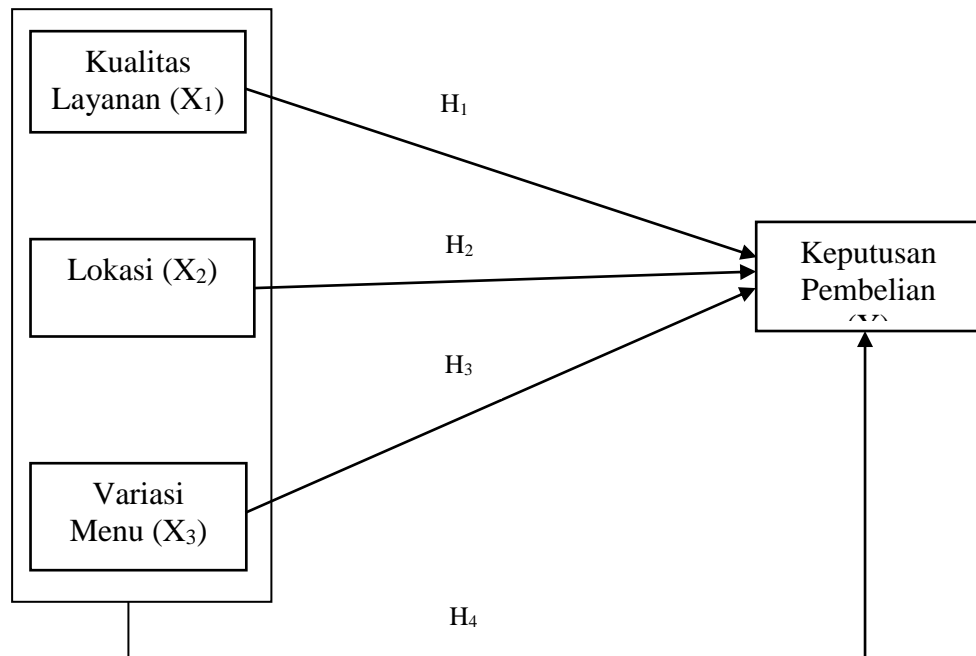 Kualitas
Layanan (X₁)
H₁
Lokasi (X₂)
H₂
Keputusan
Pembelian
H₃
Variasi
Menu (X₃)
H₄